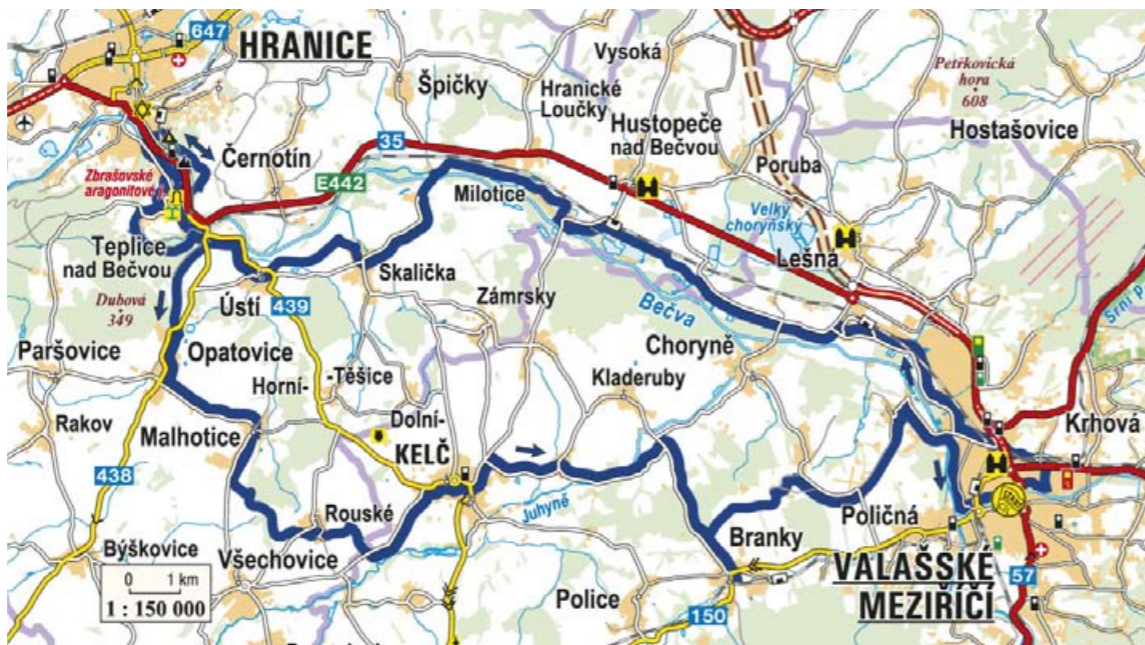 647
HRANICE
Špičky
Vysoká
Hranické
Loučky
Petřkovická
hora
608
Hustopeče
nad Bečvou
Hostašovice
Černotín
35
Poruba
Zbrašovské
aragonitové j.
E442
Milotice
Velký
choryňský
Teplice
nad Bečvou
Skalička
Lešná
Dubová
349
Ústí
439
Zámrsky
Bečva
Srní p.
Paršovice
Opatovice
Choryně
Horní-
-Těšice
Kladeruby
Rakov
Malhotice
Dolní-
KELČ
Krhová
438
Juhyně
Rouské
Poličná
Branky
Býškovice
Všechovice
VALAŠSKÉ
MEZIŘÍČÍ
57
0 1 km
1 : 150 000
Police
150